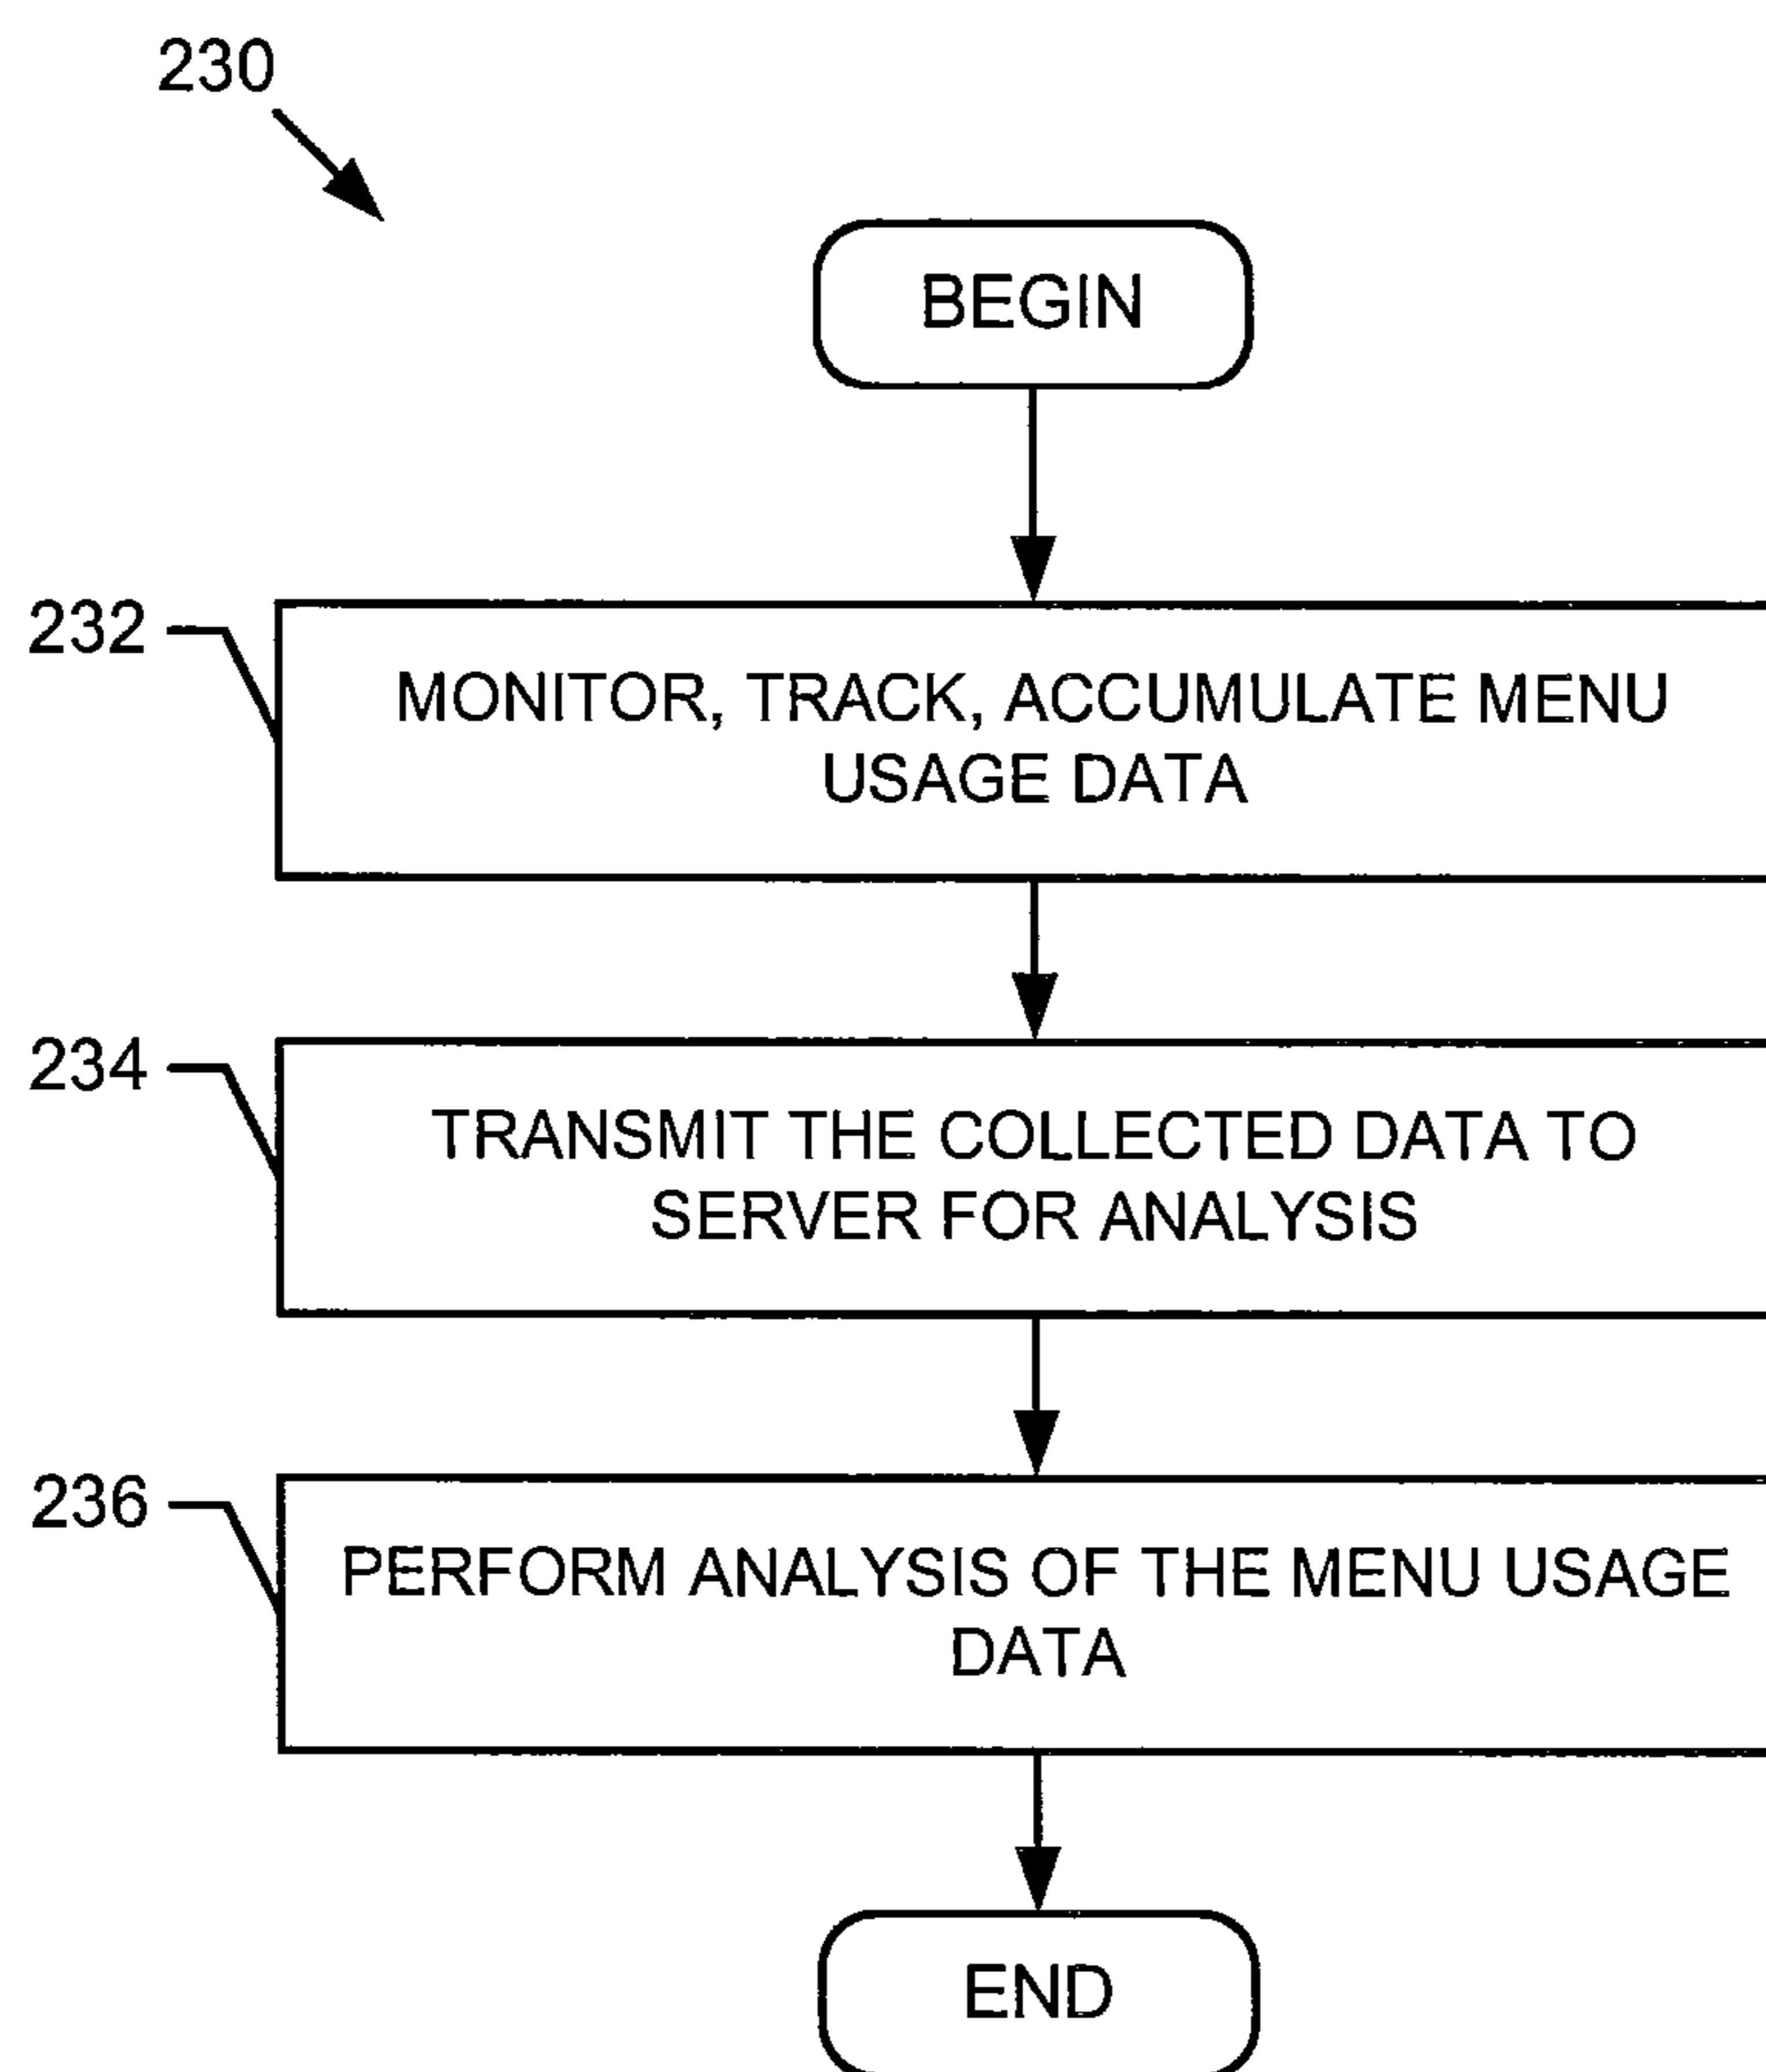 230
BEGIN
232
MONITOR, TRACK, ACCUMULATE MENU
USAGE DATA
234
TRANSMIT THE COLLECTED DATA TO
SERVER FOR ANALYSIS
236
PERFORM ANALYSIS OF THE MENU USAGE
DATA
END